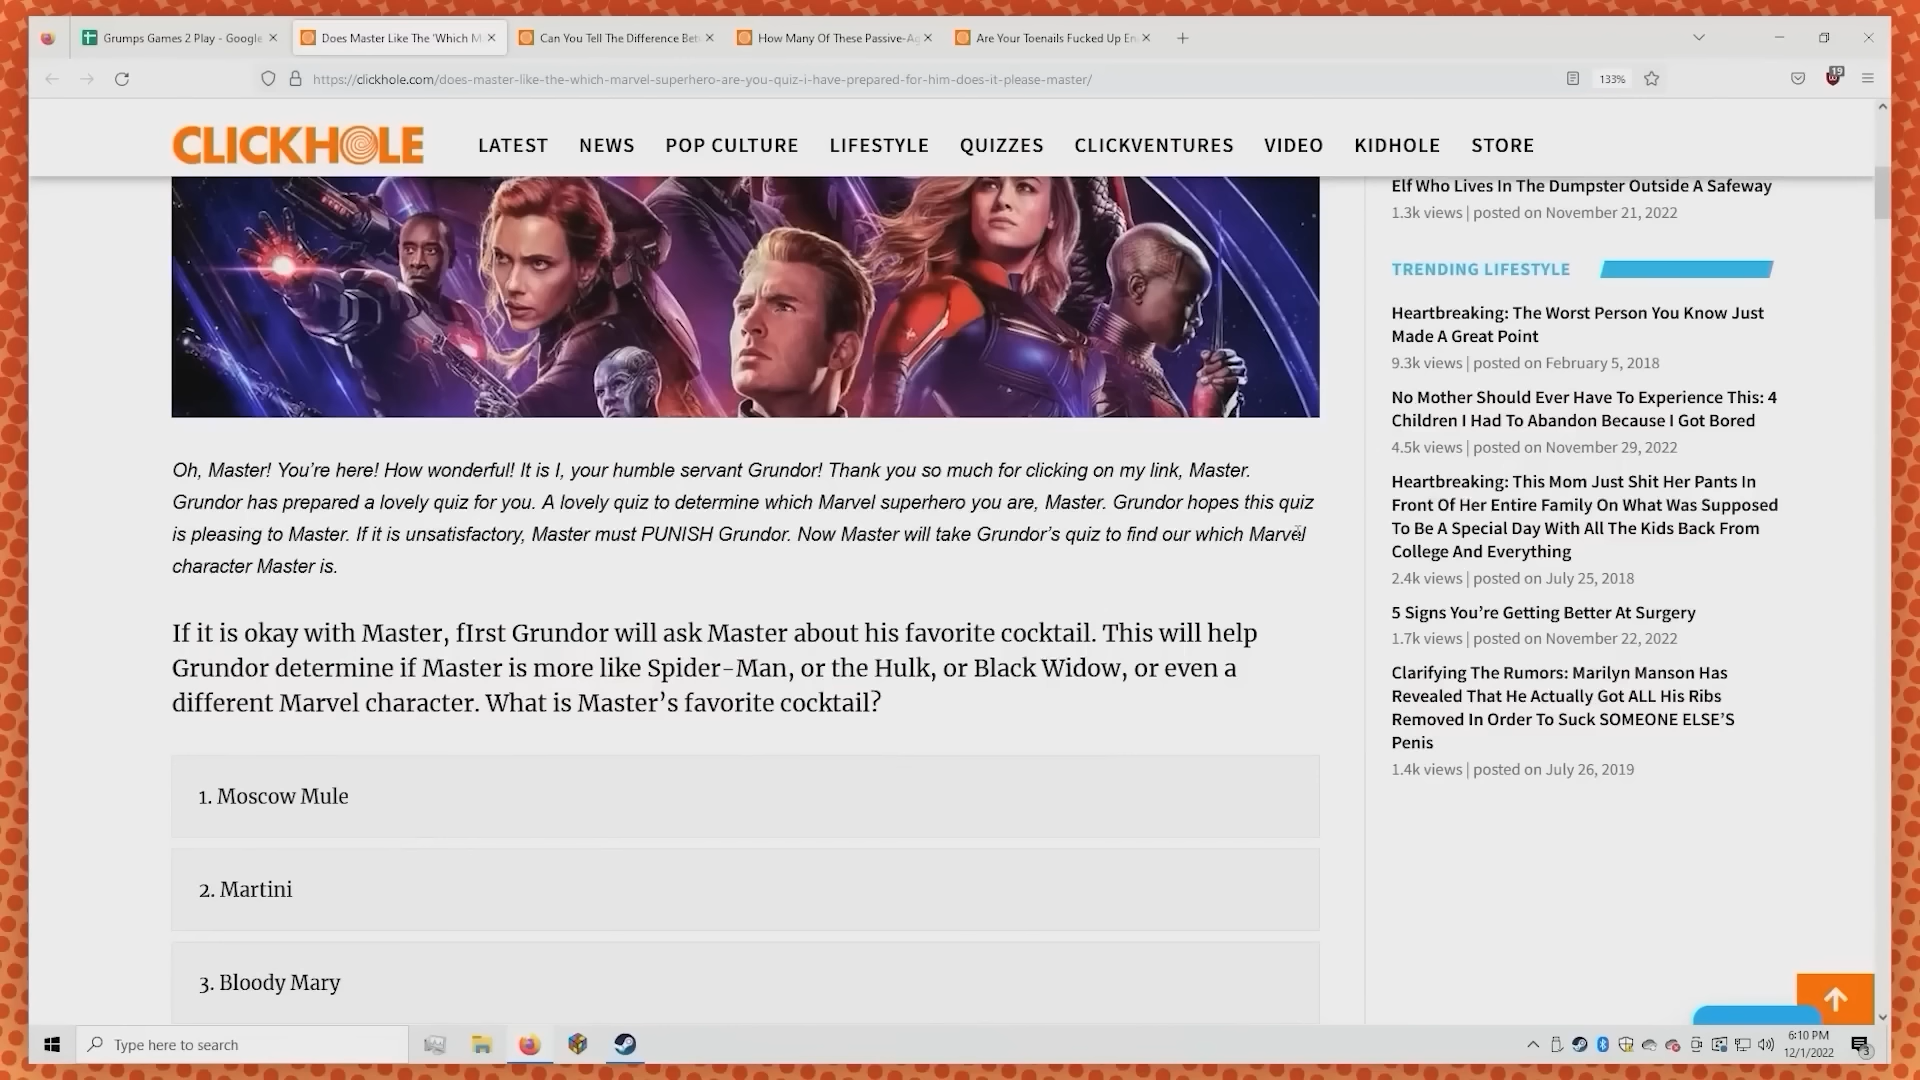 Grumps Games 2 Play - Google
Does Master Like The 'Which M
Can You Tell The Difference Bet
How Many Of These Passive-Ag
Are Your Toenails Fucked Up En
https://clickhole.com/does-master-like-the-which-marvel-superhero-are-you-quiz-i-have-prepared-for-him-does-it-please-master/
133%
19
CLICKHOLE
LATEST NEWS POP CULTURE LIFESTYLE QUIZZES CLICKVENTURES VIDEO KIDHOLE STORE
Oh, Master! You're here! How wonderful! It is I, your humble servant Grundor! Thank you so much for clicking on my link, Master.
Grundor has prepared a lovely quiz for you. A lovely quiz to determine which Marvel superhero you are, Master. Grundor hopes this quiz
is pleasing to Master. If it is unsatisfactory, Master must PUNISH Grundor. Now Master will take Grundor's quiz to find our which Marvel
character Master is.
If it is okay with Master, fIrst Grundor will ask Master about his favorite cocktail. This will help
Grundor determine if Master is more like Spider-Man, or the Hulk, or Black Widow, or even a
different Marvel character. What is Master's favorite cocktail?
1. Moscow Mule
2. Martini
3. Bloody Mary
Elf Who Lives In The Dumpster Outside A Safeway
1.3k views | posted on November 21, 2022
TRENDING LIFESTYLE
Heartbreaking: The Worst Person You Know Just
Made A Great Point
9.3k views | posted on February 5, 2018
No Mother Should Ever Have To Experience This: 4
Children I Had To Abandon Because I Got Bored
4.5k views | posted on November 29, 2022
Heartbreaking: This Mom Just Shit Her Pants In
Front Of Her Entire Family On What Was Supposed
To Be A Special Day With All The Kids Back From
College And Everything
2.4k views | posted on July 25, 2018
5 Signs You're Getting Better At Surgery
1.7k views | posted on November 22, 2022
Clarifying The Rumors: Marilyn Manson Has
Revealed That He Actually Got ALL His Ribs
Removed In Order To Suck SOMEONE ELSE'S
Penis
1.4k views | posted on July 26, 2019
Type here to search
6:10 PM
12/1/2022
3